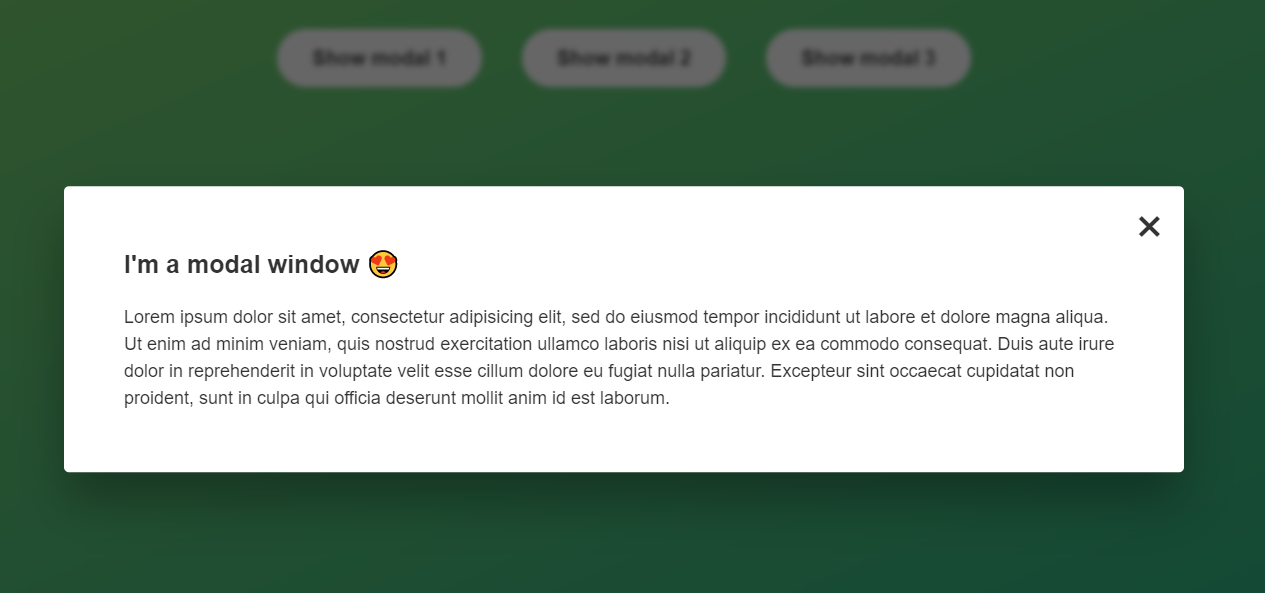 Show modal 1 Show modal 2 Show modal 3
×
I'm a modal window 😍
Lorem ipsum dolor sit amet, consectetur adipisicing elit, sed do eiusmod tempor incididunt ut labore et dolore magna aliqua.
Ut enim ad minim veniam, quis nostrud exercitation ullamco laboris nisi ut aliquip ex ea commodo consequat. Duis aute irure
dolor in reprehenderit in voluptate velit esse cillum dolore eu fugiat nulla pariatur. Excepteur sint occaecat cupidatat non
proident, sunt in culpa qui officia deserunt mollit anim id est laborum.